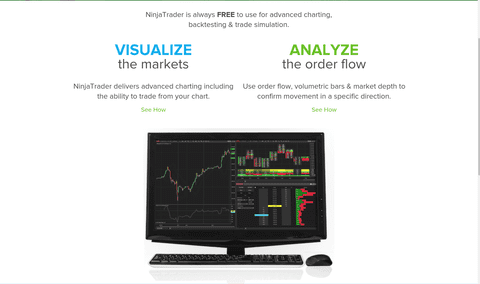 NinjaTrader is always FREE to use for advanced charting,
backtesting & trade simulation.
VISUALIZE
the markets
NinjaTrader delivers advanced charting including
the ability to trade from your chart.
See How
ANALYZE
the order flow
Use order flow, volumetric bars & market depth to
confirm movement in a specific direction.
See How